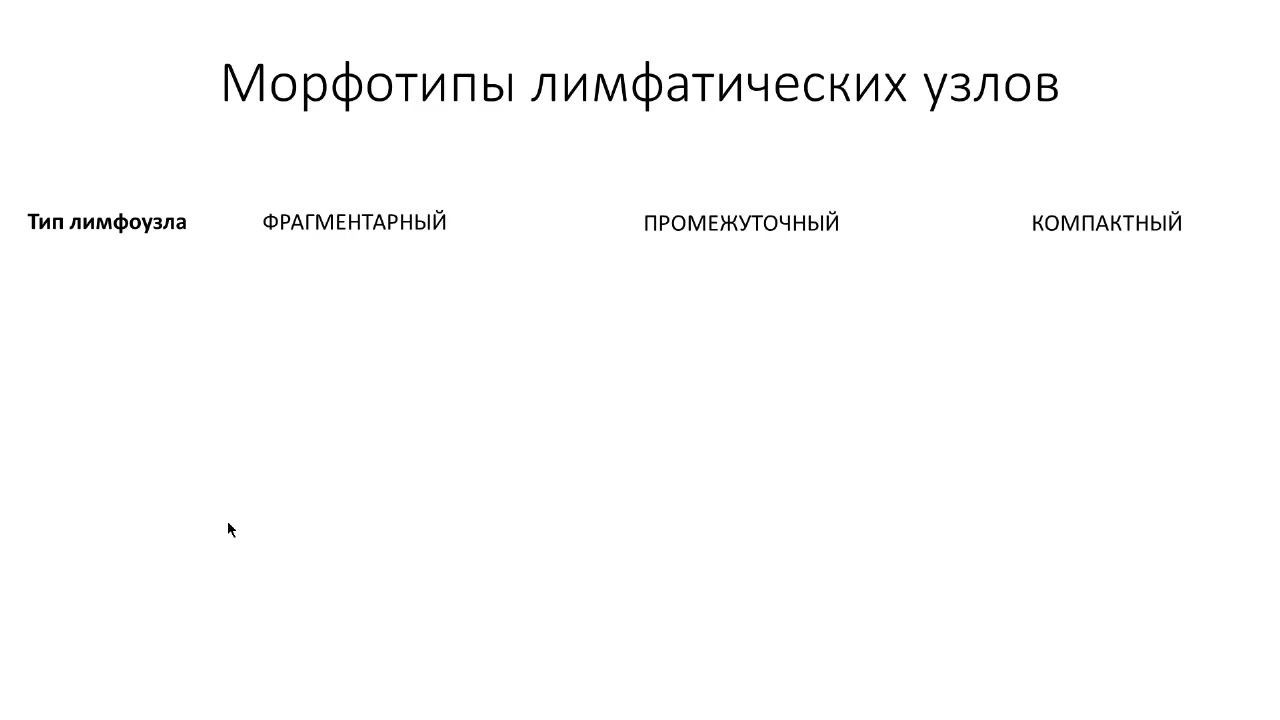 Морфотипы лимфатических узлов
Тип лимфоузла ФРАГМЕНТАРНЫЙ ПРОМЕЖУТОЧНЫЙ КОМПАКТНЫЙ